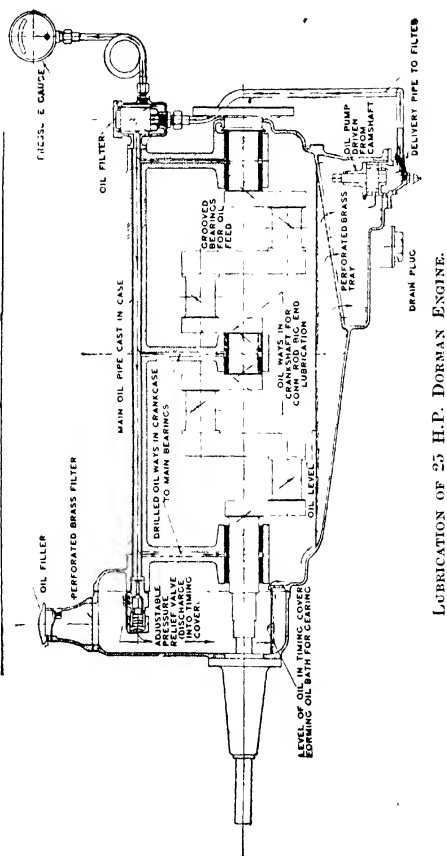 PRESSURE GAUGE
OIL FILTER
MAIN OIL PIPE CAST IN CASE
PERFORATED BRASS FILTER
OIL FILLER
DRILLED OIL WAYS IN CRANKCASE
TO MAIN BEARINGS
GROOVED
BEARINGS
FOR OIL
FEED
ADJUSTABLE
PRESSURE
RELIEF VALVE
(DISCHARGE
INTO TIMING
COVER.
OIL PUMP
DRIVEN
FROM
CAMSHAFT
DELIVERY PIPE TO FILTER
PERFORATED BRASS
TRAY
OIL WAYS IN
CRANKSHAFT FOR
CONN ROD BIG END
LUBRICATION
OIL LEVEL
DRAIN PLUG
LEVEL OF OIL IN TIMING COVER
FORMING OIL BATH FOR GEARING
LUBRICATION OF 25 H.P. DORMAN ENGINE.